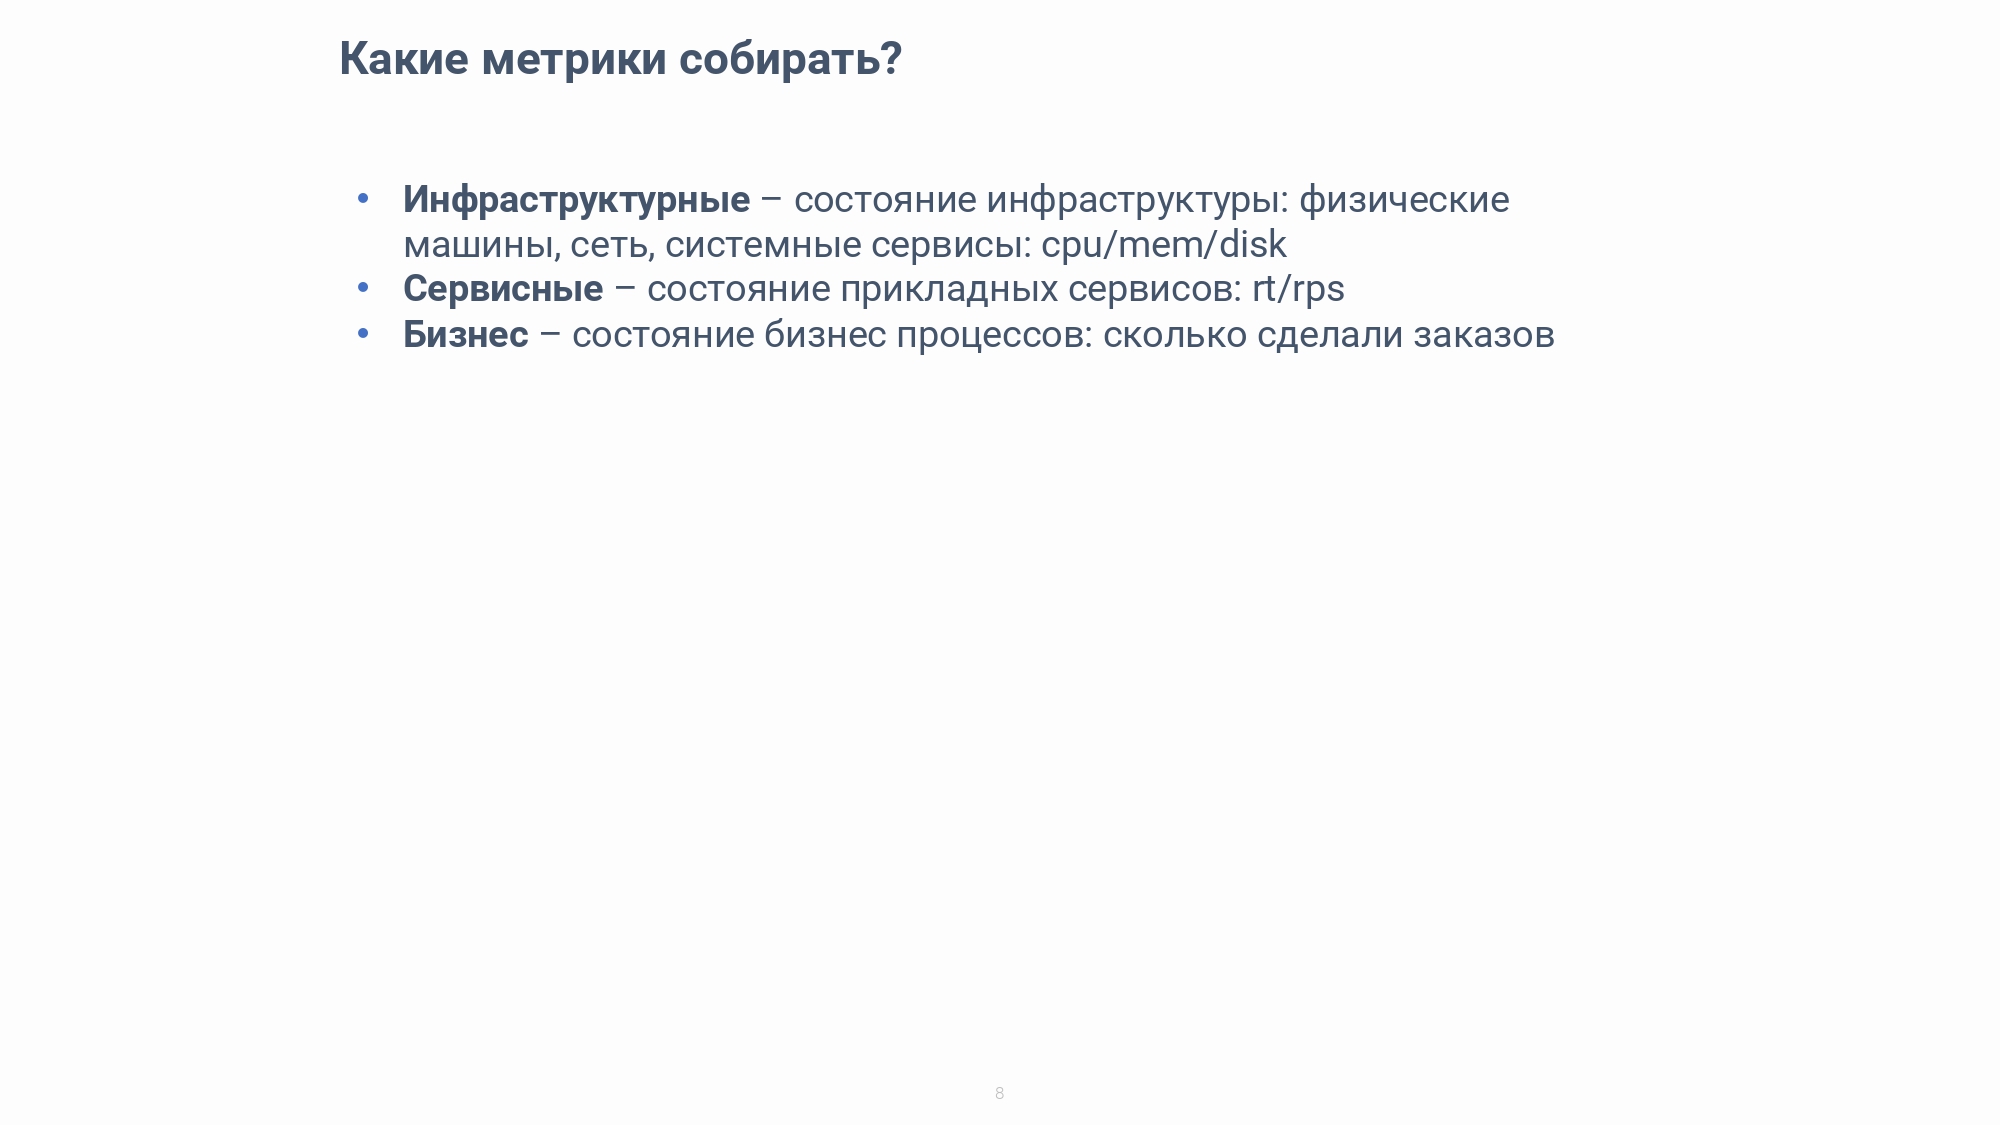 Какие метрики собирать?
• Инфраструктурные – состояние инфраструктуры: физические
машины, сеть, системные сервисы: cpu/mem/disk
• Сервисные – состояние прикладных сервисов: rt/rps
• Бизнес – состояние бизнес процессов: сколько сделали заказов
8